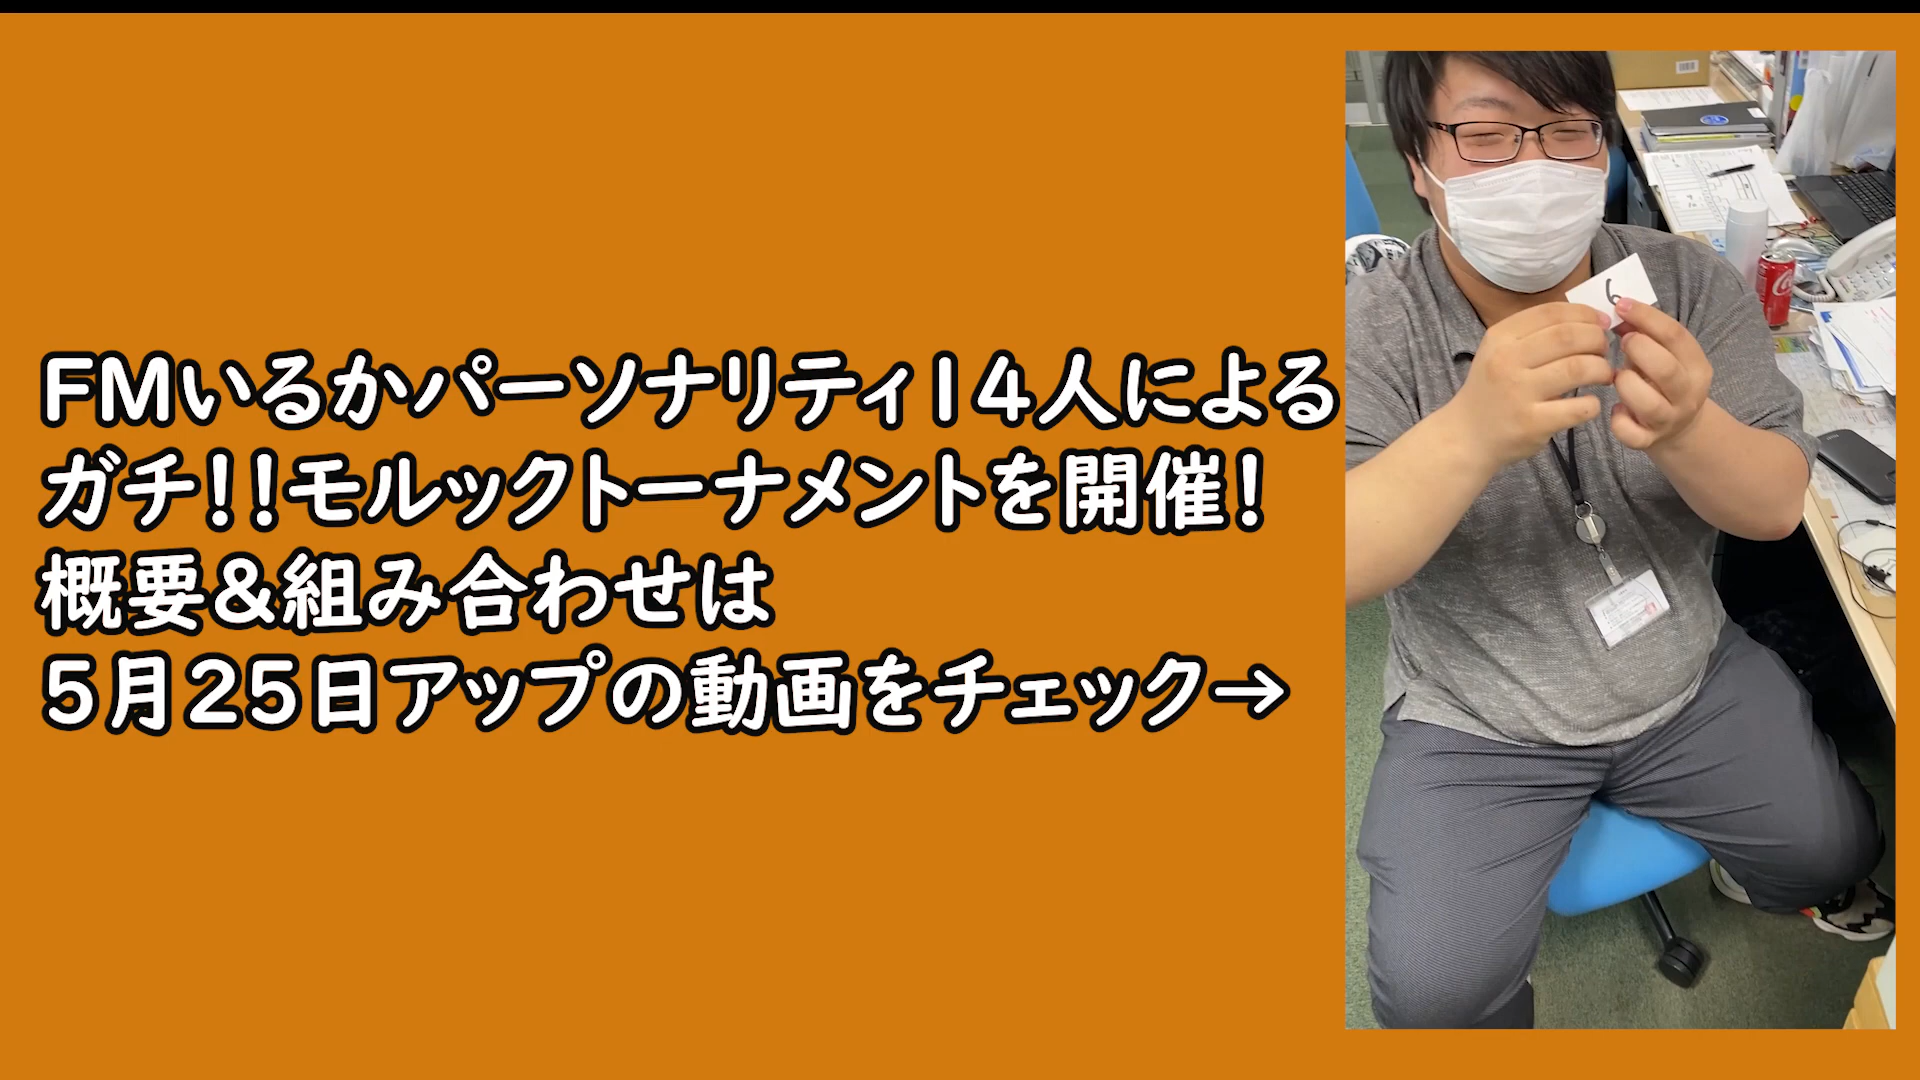 FMいるかパーソナリティ14人による
ガチ!!モルックトーナメントを開催!
概要&組み合わせは
5月25日アップの動画をチェック→
6